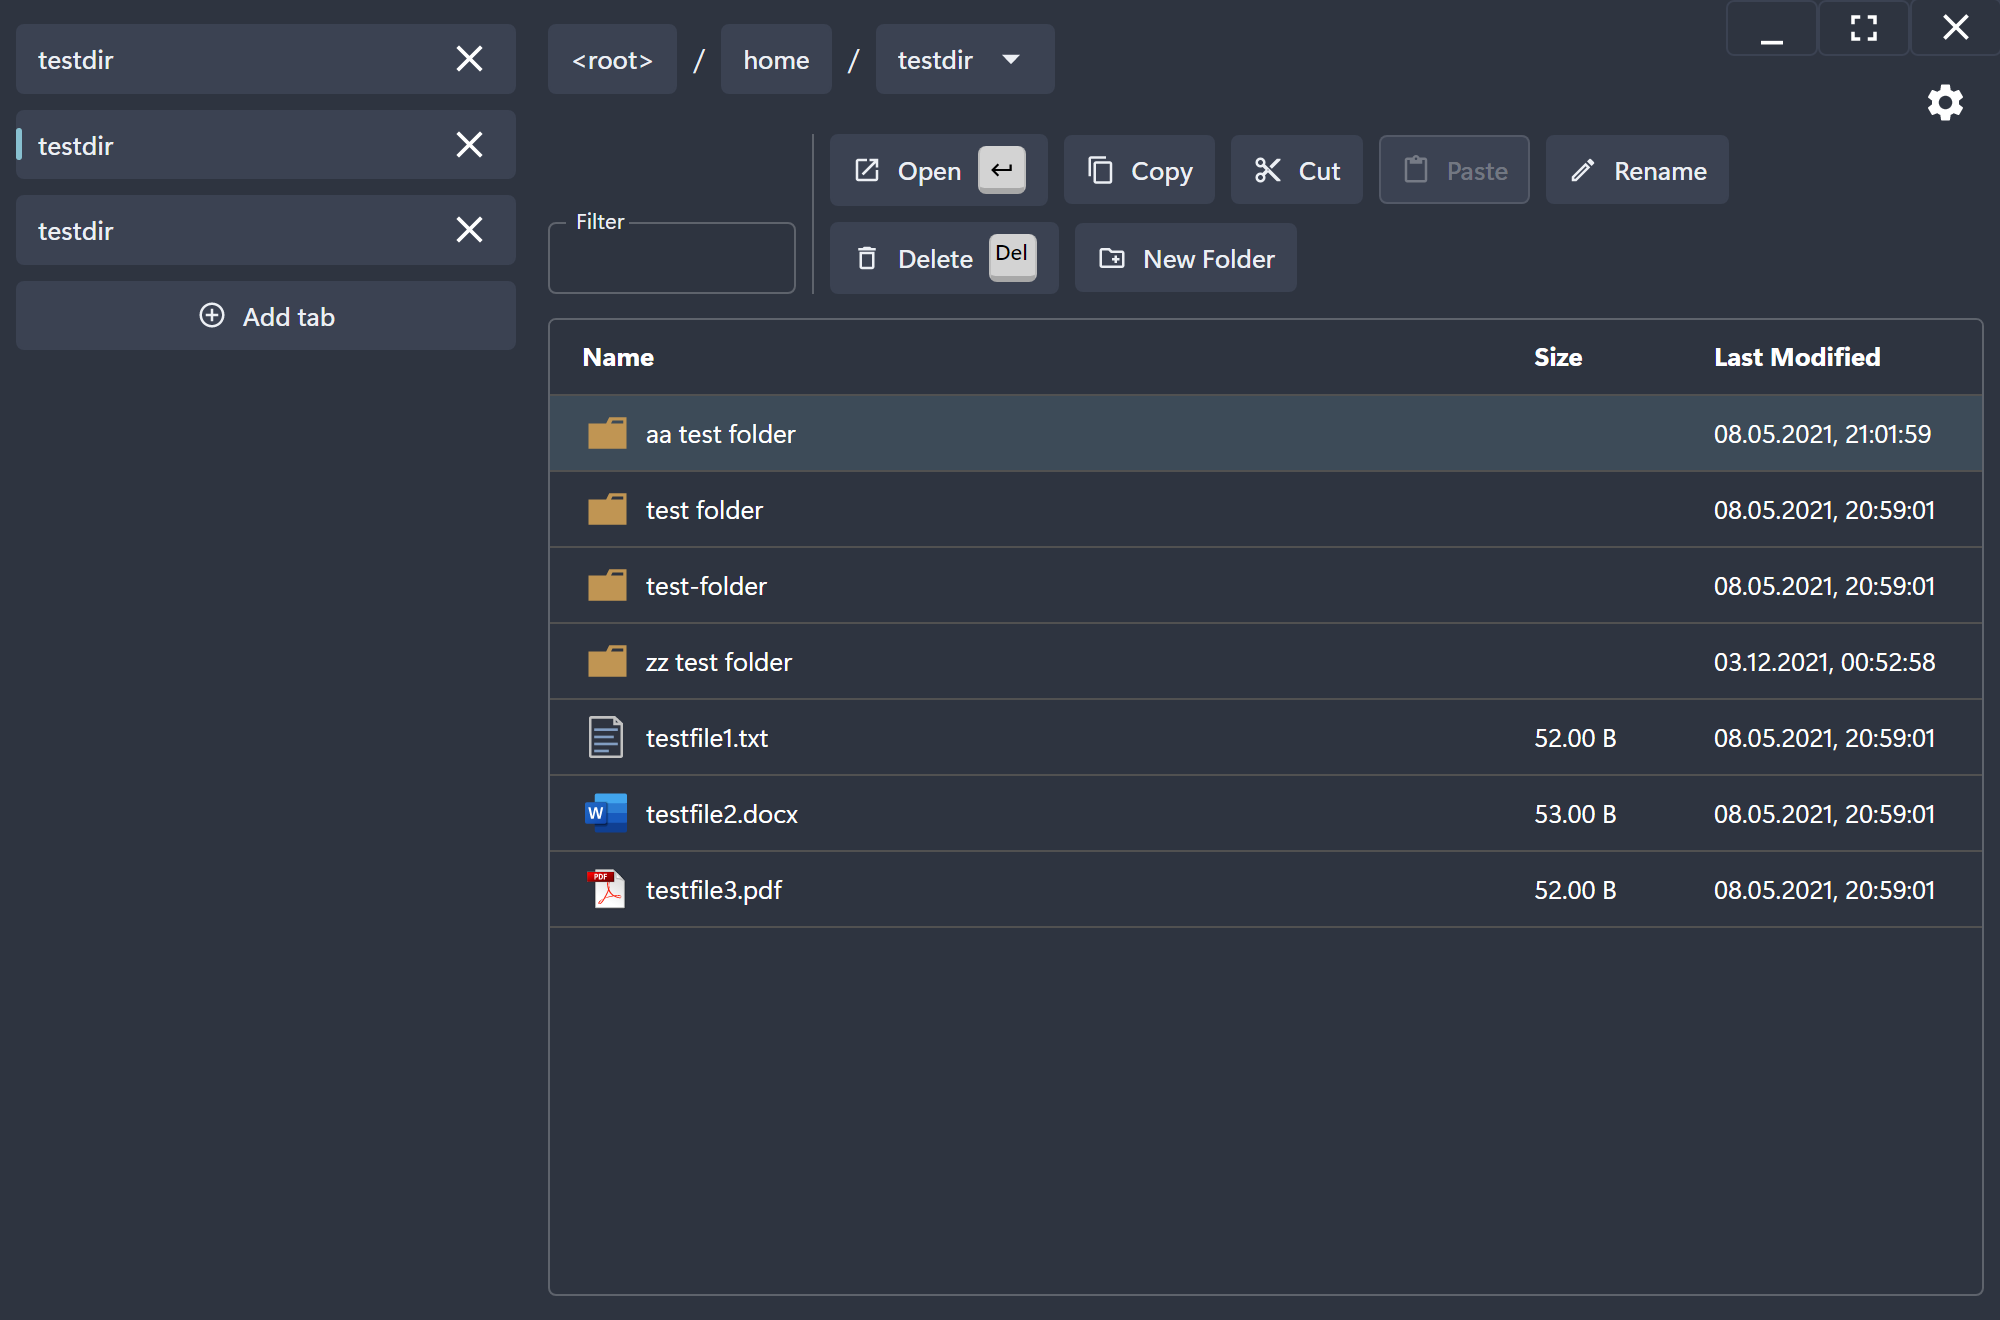 testdir
testdir
testdir
Add tab
<root> / home / testdir
Filter
Open Copy Cut Paste Rename
Delete Del New Folder
Name Size Last Modified
aa test folder 08.05.2021, 21:01:59
test folder 08.05.2021, 20:59:01
test-folder 08.05.2021, 20:59:01
zz test folder 03.12.2021, 00:52:58
testfile1.txt 52.00 B 08.05.2021, 20:59:01
W testfile2.docx 53.00 B 08.05.2021, 20:59:01
PDF testfile3.pdf 52.00 B 08.05.2021, 20:59:01